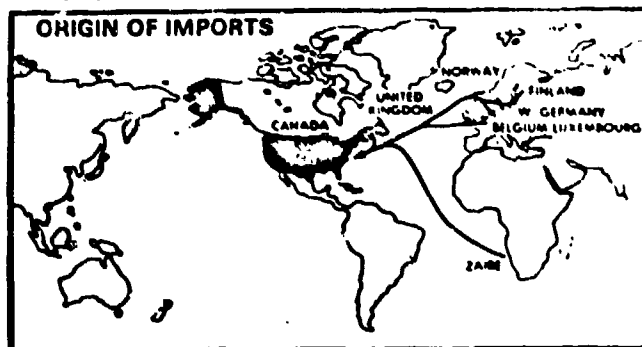 ORIGIN OF IMPORTS
NORWAY
FINLAND
UNITED
KINGDOM
W. GERMANY
CANADA
BELGIUM LUXEMBOURG
ZAIRE